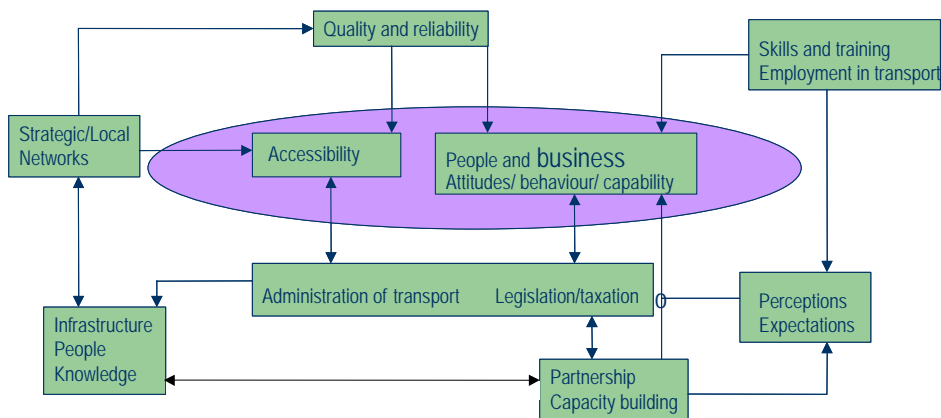 Quality and reliability
Skills and training
Employment in transport
Strategic/Local
Networks
Accessibility
People and business
Attitudes/ behaviour/ capability
Administration of transport Legislation/taxation
0
Perceptions
Expectations
Infrastructure
People
Knowledge
Partnership
Capacity building